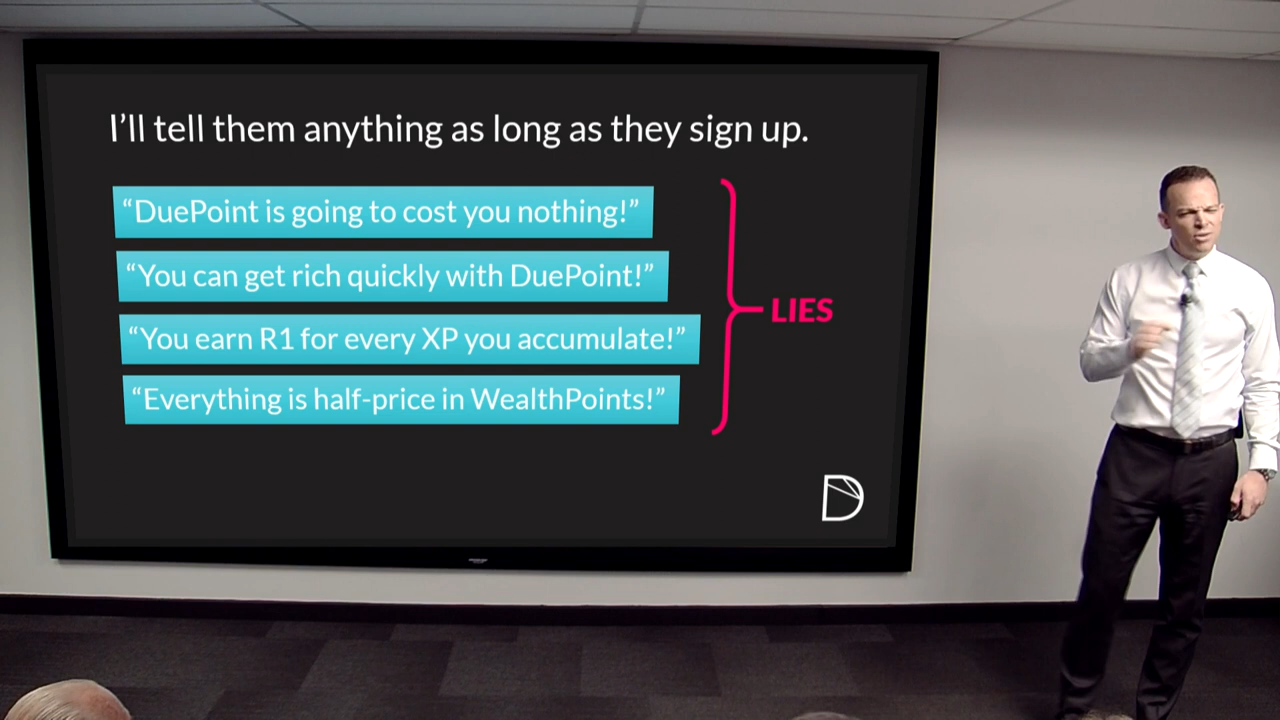 I’ll tell them anything as long as they sign up.
“DuePoint is going to cost you nothing!”
“You can get rich quickly with DuePoint!”
“You earn R1 for every XP you accumulate!”
“Everything is half-price in WealthPoints!”
LIES